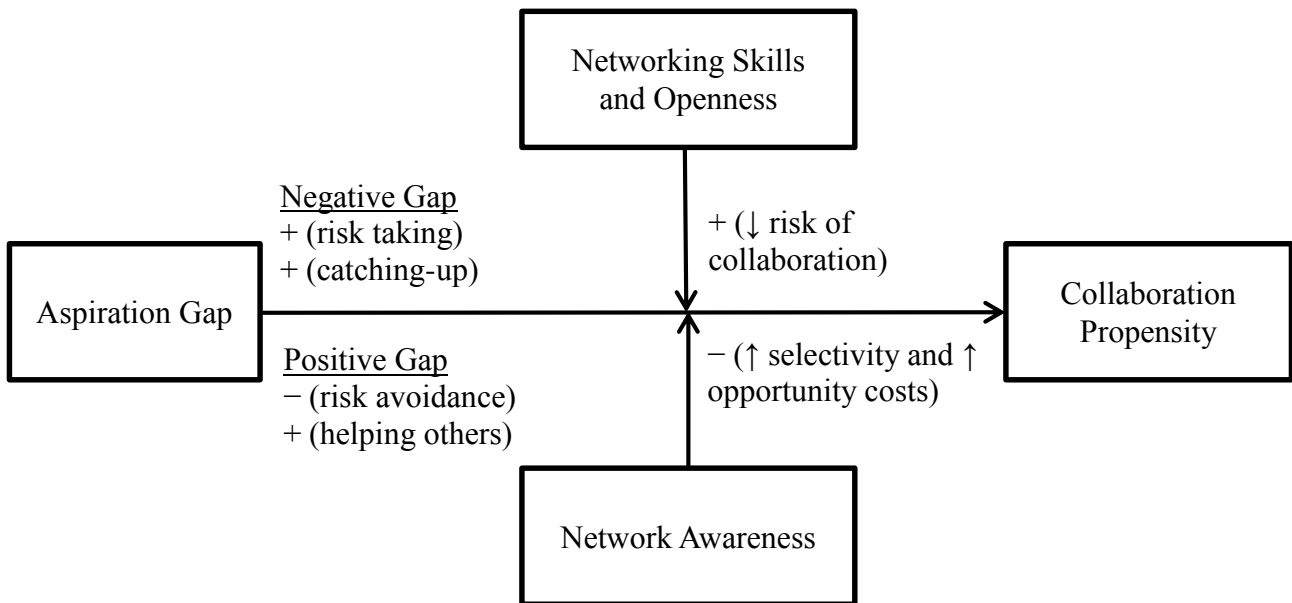 Networking Skills
and Openness
Negative Gap
+ (risk taking)
+ (catching-up)
+ (↓ risk of
collaboration)
Aspiration Gap
Collaboration
Propensity
Positive Gap
− (risk avoidance)
+ (helping others)
− (↑ selectivity and ↑
opportunity costs)
Network Awareness